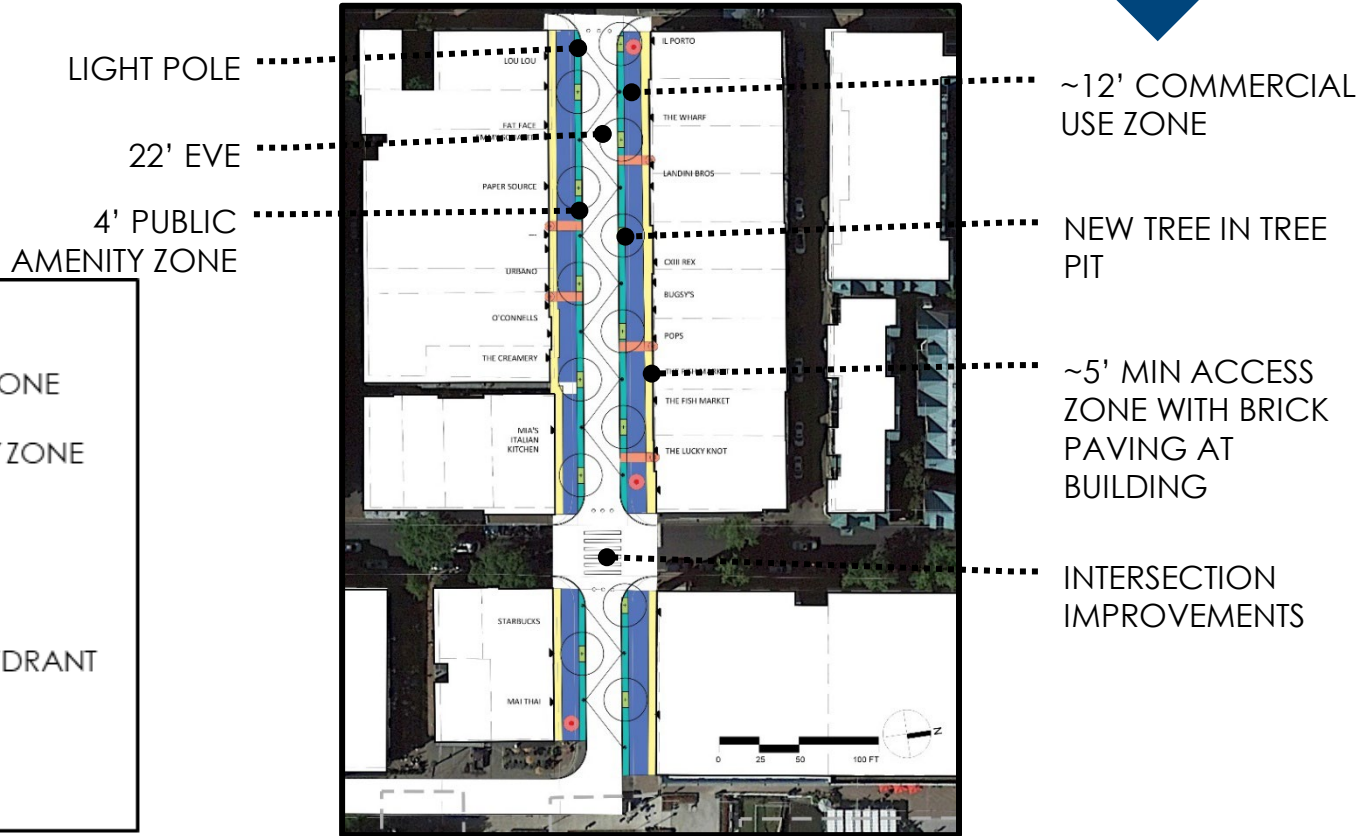 LIGHT POLE
22’ EVE
4’ PUBLIC
AMENITY ZONE
ONE
ZONE
DRANT
LOU LOU
FAT FACE
PAPER SOURCE
URBANO
O'CONNELLS
THE CREAMERY
MIA'S
ITALIAN
KITCHEN
STARBUCKS
MAI THAI
IL PORTO
THE WHARF
LANDINI BROS
CXIII REX
BUGSY'S
POPS
THE FISH MARKET
THE FISH MARKET
THE LUCKY KNOT
N
0 25 50 100 FT
~12’ COMMERCIAL
USE ZONE
NEW TREE IN TREE
PIT
~5’ MIN ACCESS
ZONE WITH BRICK
PAVING AT
BUILDING
INTERSECTION
IMPROVEMENTS